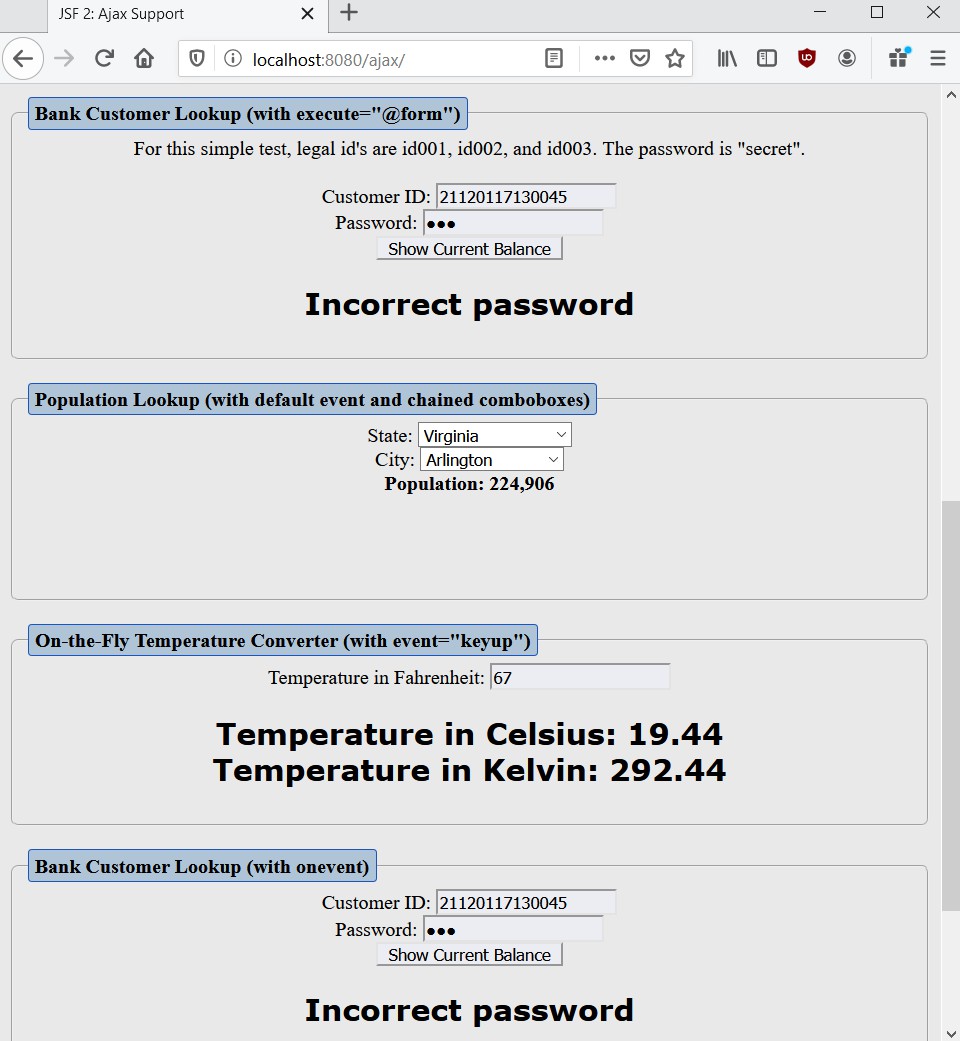 JSF 2: Ajax Support
localhost:8080/ajax/
Bank Customer Lookup (with execute="@form")
For this simple test, legal id's are id001, id002, and id003. The password is "secret".
Customer ID: 21120117130045
Password: •••
Show Current Balance
Incorrect password
Population Lookup (with default event and chained comboboxes)
State: Virginia
City: Arlington
Population: 224,906
On-the-Fly Temperature Converter (with event="keyup")
Temperature in Fahrenheit: 67
Temperature in Celsius: 19.44
Temperature in Kelvin: 292.44
Bank Customer Lookup (with onevent)
Customer ID: 21120117130045
Password: •••
Show Current Balance
Incorrect password